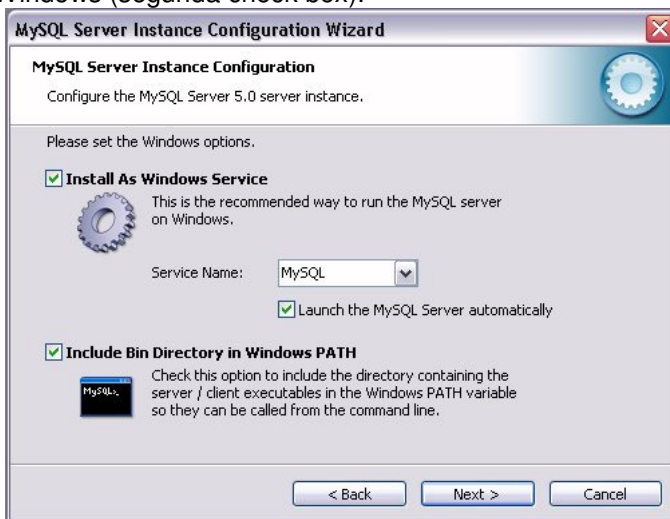 Windows (segunda check box).
MySQL Server Instance Configuration Wizard
MySQL Server Instance Configuration
Configure the MySQL Server 5.0 server instance.
Please set the Windows options.
Install As Windows Service
This is the recommended way to run the MySQL server
on Windows.
Service Name: MySQL
Launch the MySQL Server automatically
Include Bin Directory in Windows PATH
Check this option to include the directory containing the
server / client executables in the Windows PATH variable
so they can be called from the command line.
MySQL>_
< Back Next > Cancel